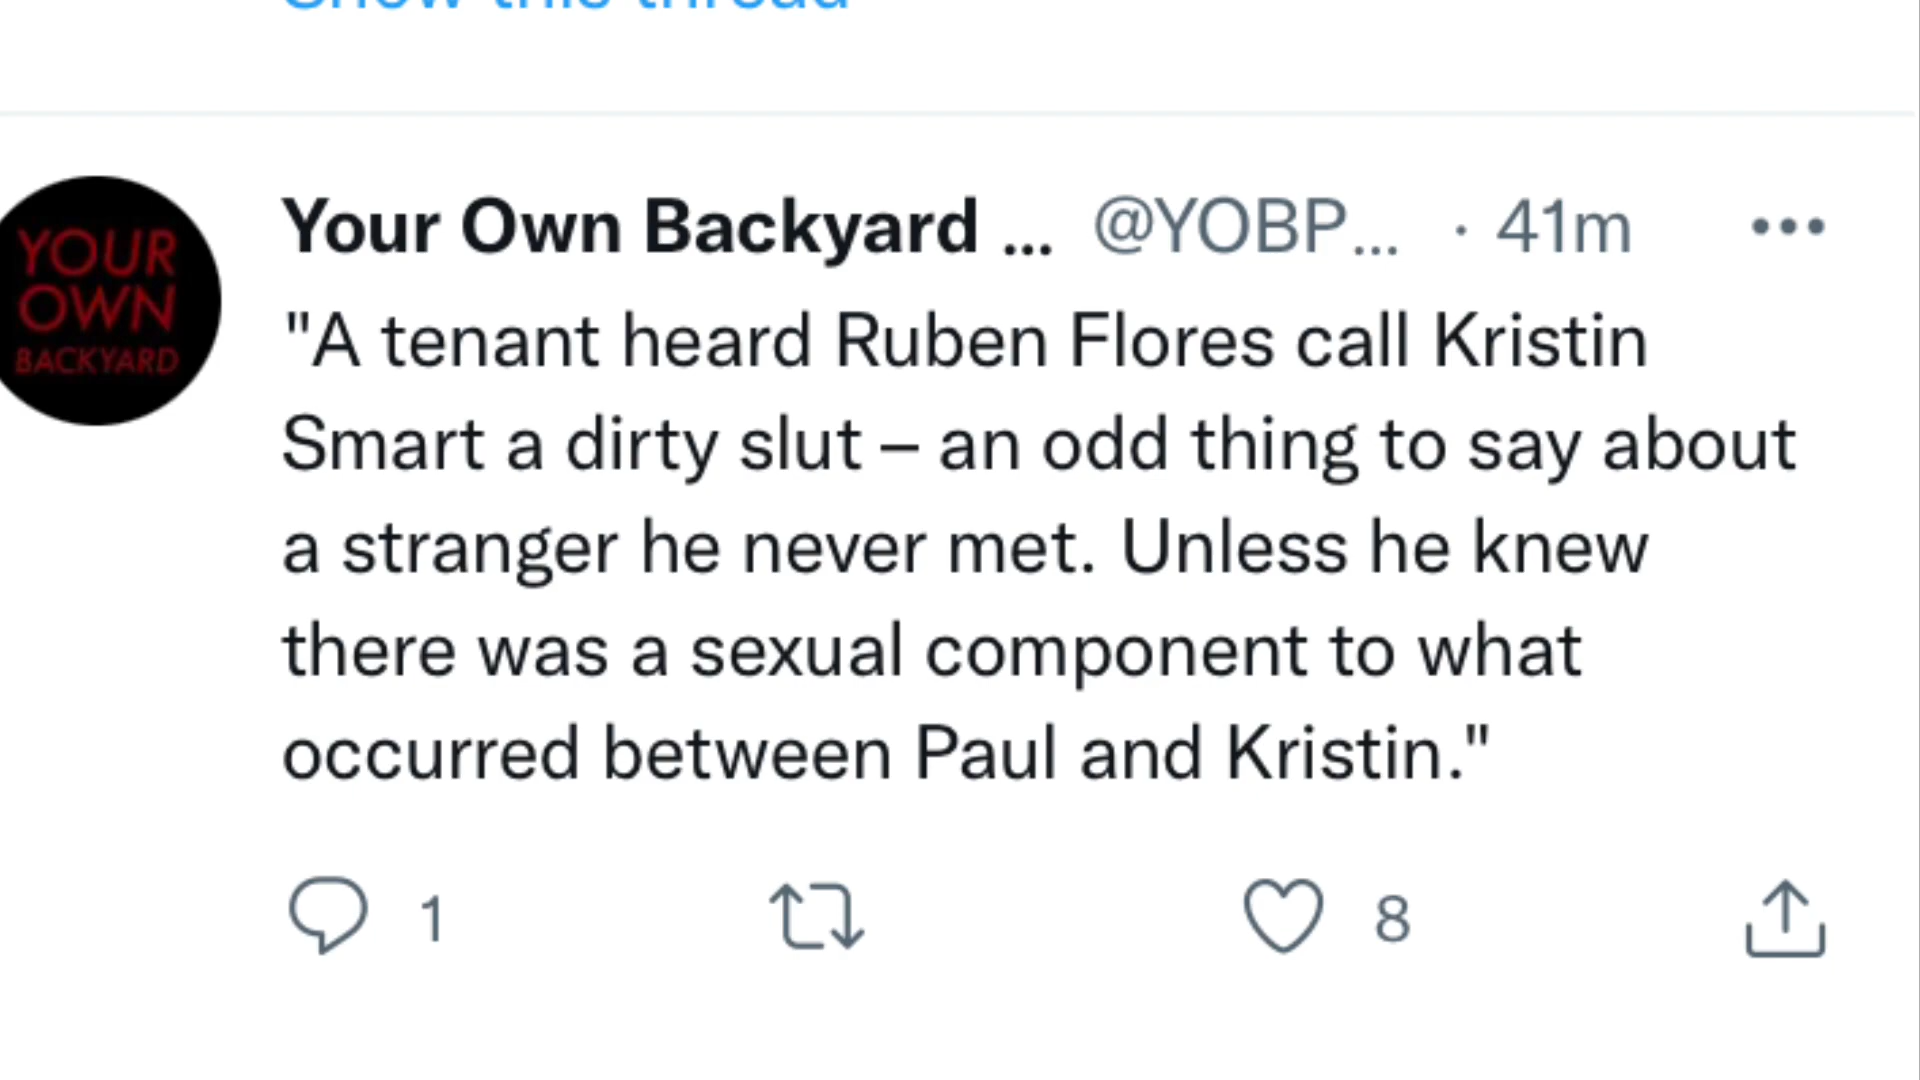 Show this thread
YOUR
OWN
BACKYARD
Your Own Backyard ... @YOBP... · 41m
"A tenant heard Ruben Flores call Kristin
Smart a dirty slut – an odd thing to say about
a stranger he never met. Unless he knew
there was a sexual component to what
occurred between Paul and Kristin."
1 8